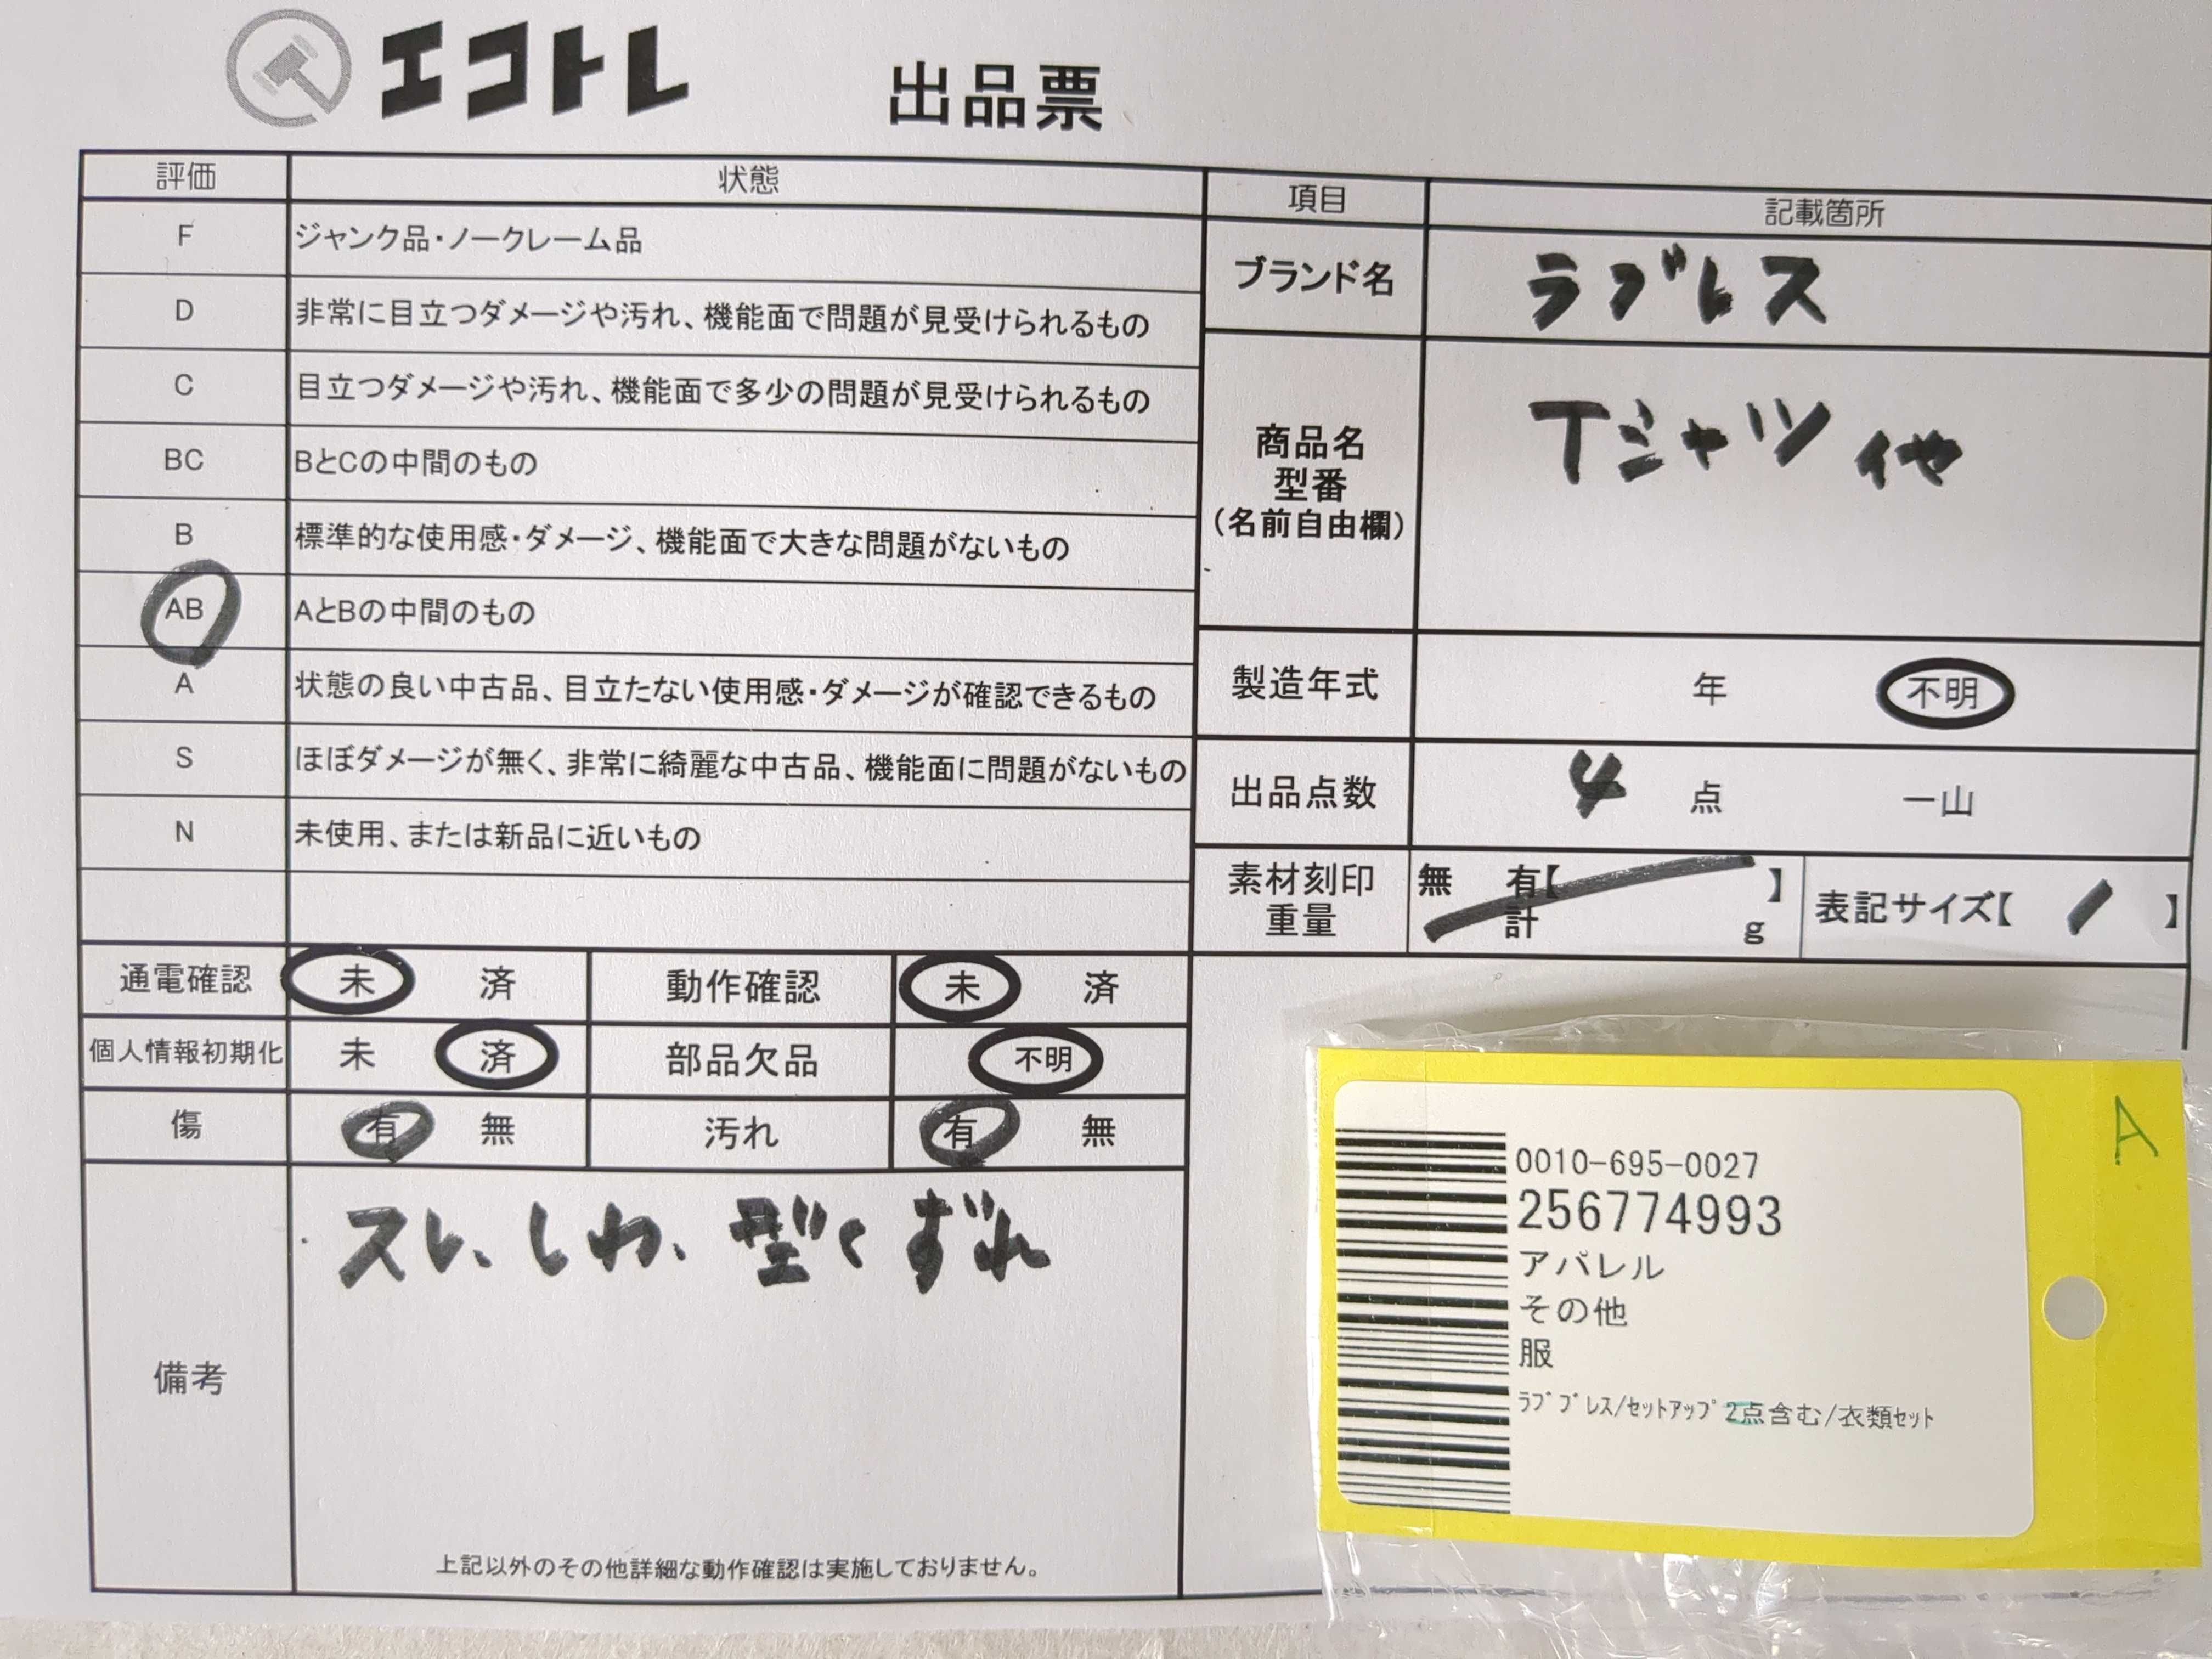 エコトレ
出品票
評価 状態
F ジャンク品・ノークレーム品
D 非常に目立つダメージや汚れ、機能面で問題が見受けられるもの
C 目立つダメージや汚れ、機能面で多少の問題が見受けられるもの
BC BとCの中間のもの
B 標準的な使用感・ダメージ、機能面で大きな問題がないもの
AB AとBの中間のもの
A 状態の良い中古品、目立たない使用感・ダメージが確認できるもの
S ほぼダメージが無く、非常に綺麗な中古品、機能面に問題がないもの
N 未使用、または新品に近いもの
項目 記載箇所
ブランド名 ラブレス
商品名
型番
(名前自由欄)
Tシャツ 他
製造年式 年 不明
出品点数 4 点 一山
素材刻印 無 有【 】
重量 計 g
表記サイズ【 / 】
通電確認 未 済 動作確認 未 済
個人情報初期化 未 済 部品欠品 不明
傷 有 無 汚れ 有 無
備考
スレ、しわ、型くずれ
上記以外のその他詳細な動作確認は実施しておりません。
A
0010-695-0027
256774993
アパレル
その他
服
ﾗﾌﾞﾌﾞﾚｽ/ｾｯﾄｱｯﾌﾟ2点含む/衣類ｾｯﾄ